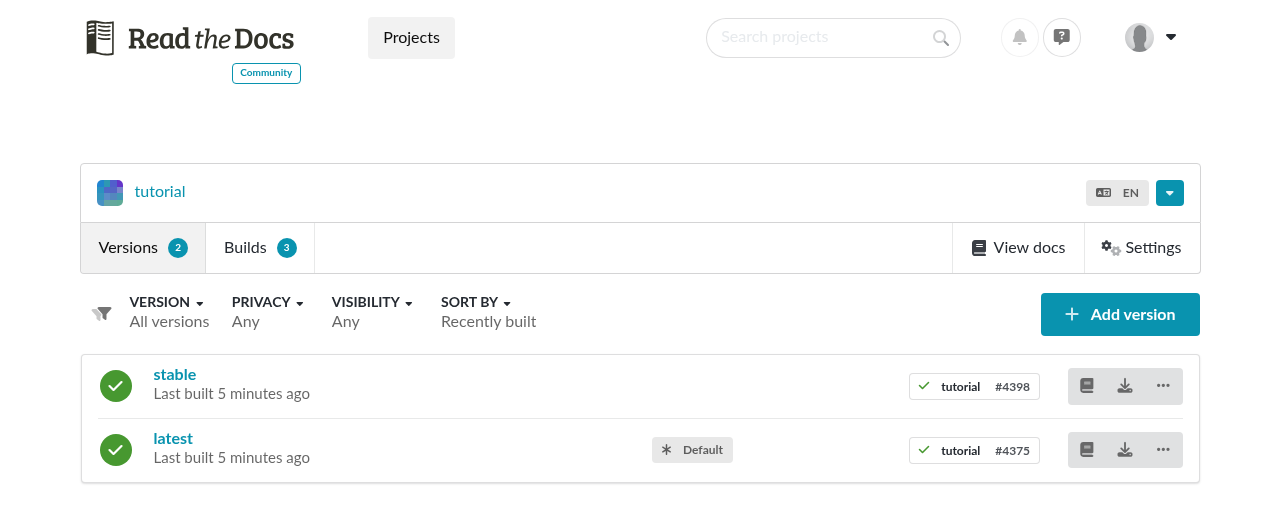 Read the Docs
Community
Projects
Search projects
tutorial
EN
Versions 2
Builds 3
View docs
Settings
VERSION
All versions
PRIVACY
Any
VISIBILITY
Any
SORT BY
Recently built
Add version
stable
Last built 5 minutes ago
tutorial #4398
latest
Last built 5 minutes ago
Default
tutorial #4375